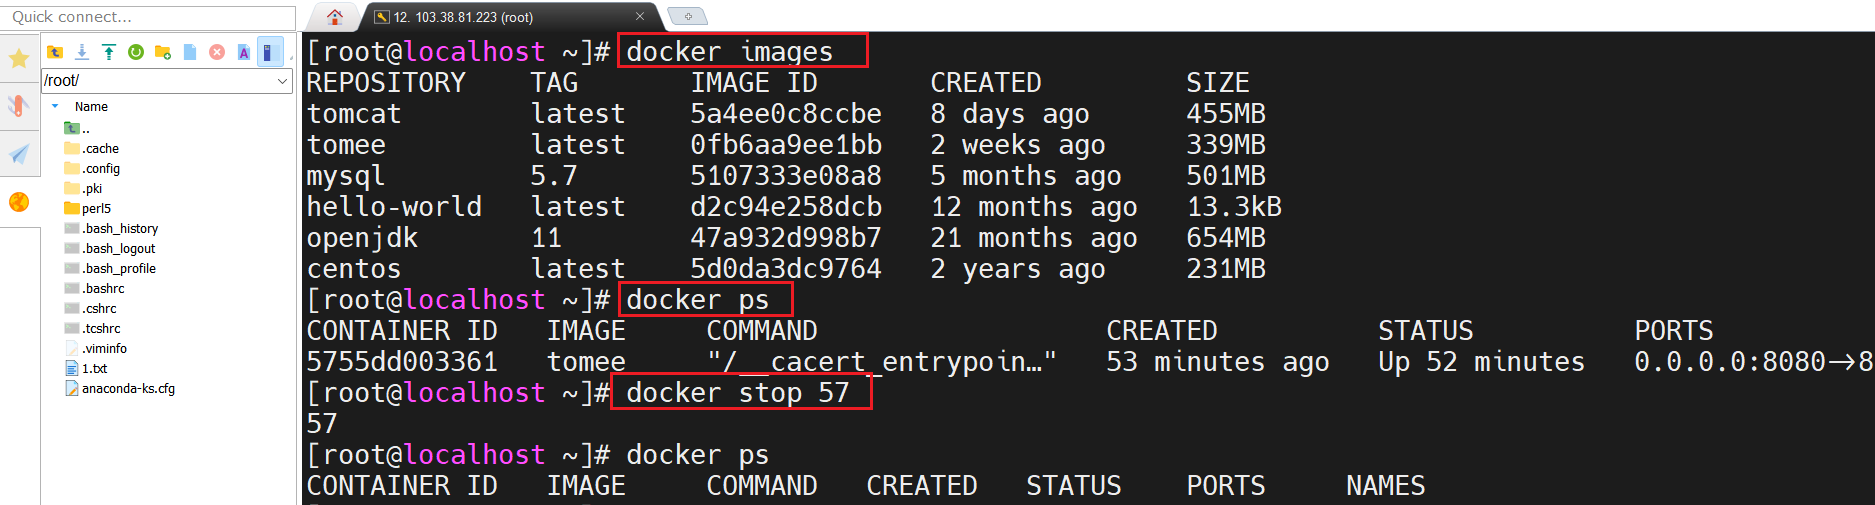 Quick connect...
12. 103.38.81.223 (root)
/root/
Name
..
.cache
.config
.pki
perl5
.bash_history
.bash_logout
.bash_profile
.bashrc
.cshrc
.tcshrc
.viminfo
1.txt
anaconda-ks.cfg
[root@localhost ~]# docker images
REPOSITORY TAG IMAGE ID CREATED SIZE
tomcat latest 5a4ee0c8ccbe 8 days ago 455MB
tomee latest 0fb6aa9ee1bb 2 weeks ago 339MB
mysql 5.7 5107333e08a8 5 months ago 501MB
hello-world latest d2c94e258dcb 12 months ago 13.3kB
openjdk 11 47a932d998b7 21 months ago 654MB
centos latest 5d0da3dc9764 2 years ago 231MB
[root@localhost ~]# docker ps
CONTAINER ID IMAGE COMMAND CREATED STATUS PORTS
5755dd003361 tomee "/__cacert_entrypoin…" 53 minutes ago Up 52 minutes 0.0.0.0:8080->8
[root@localhost ~]# docker stop 57
57
[root@localhost ~]# docker ps
CONTAINER ID IMAGE COMMAND CREATED STATUS PORTS NAMES